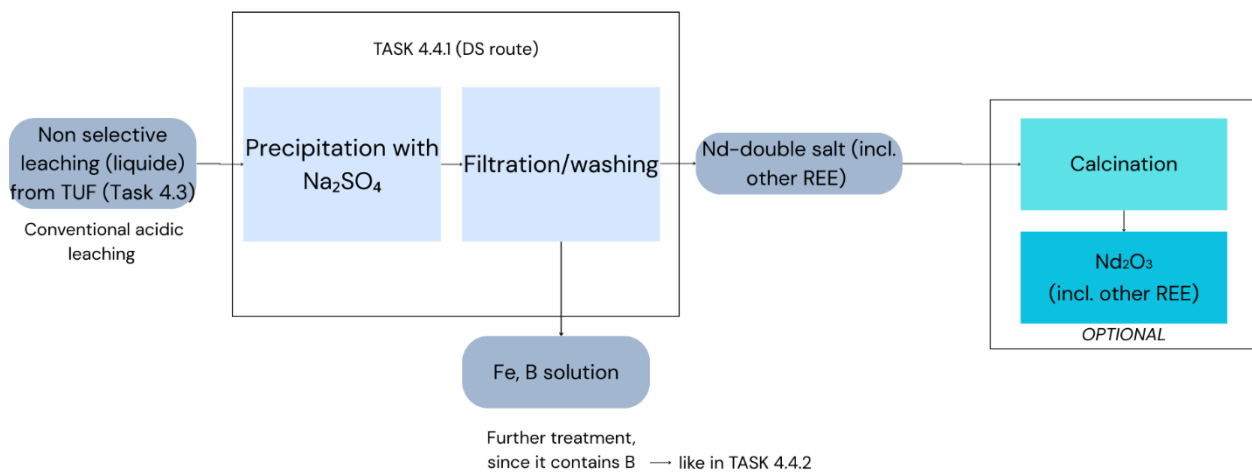 TASK 4.4.1 (DS route)
Non selective
leaching (liquide)
from TUF (Task 4.3)
Conventional acidic
leaching
Precipitation with
Na₂SO₄
Filtration/washing
Nd-double salt (incl.
other REE)
Calcination
Nd₂O₃
(incl. other REE)
OPTIONAL
Fe, B solution
Further treatment,
since it contains B → like in TASK 4.4.2